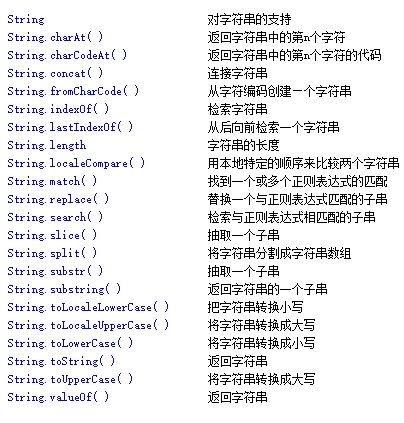 String 对字符串的支持
String.charAt( ) 返回字符串中的第n个字符
String.charCodeAt( ) 返回字符串中的第n个字符的代码
String.concat( ) 连接字符串
String.fromCharCode( ) 从字符编码创建一个字符串
String.indexOf( ) 检索字符串
String.lastIndexOf( ) 从后向前检索一个字符串
String.length 字符串的长度
String.localeCompare( ) 用本地特定的顺序来比较两个字符串
String.match( ) 找到一个或多个正则表达式的匹配
String.replace( ) 替换一个与正则表达式匹配的子串
String.search( ) 检索与正则表达式相匹配的子串
String.slice( ) 抽取一个子串
String.split( ) 将字符串分割成字符串数组
String.substr( ) 抽取一个子串
String.substring( ) 返回字符串的一个子串
String.toLocaleLowerCase( ) 把字符串转换小写
String.toLocaleUpperCase( ) 将字符串转换成大写
String.toLowerCase( ) 将字符串转换成小写
String.toString( ) 返回字符串
String.toUpperCase( ) 将字符串转换成大写
String.valueOf( ) 返回字符串